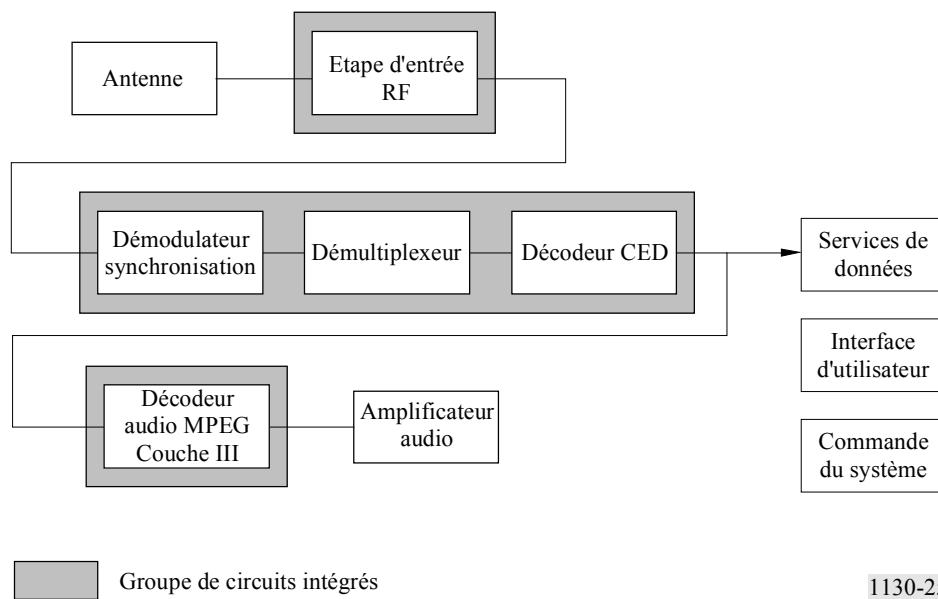 Antenne
Etape d'entrée
RF
Démodulateur
synchronisation
Démultiplexeur
Décodeur CED
Services de
données
Interface
d'utilisateur
Décodeur
audio MPEG
Couche III
Amplificateur
audio
Commande
du système
Groupe de circuits intégrés